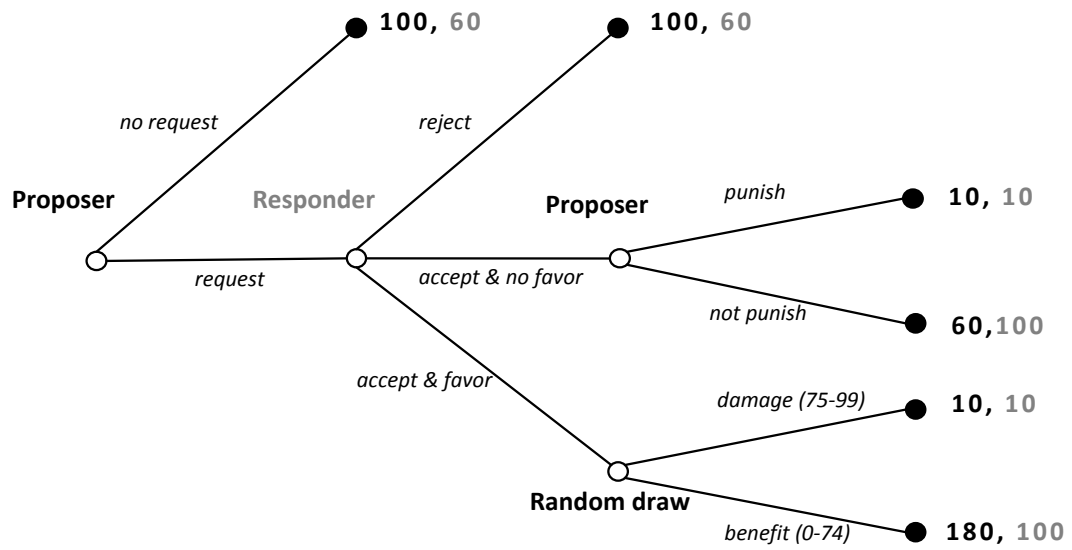 100, 60
100, 60
no request
reject
Proposer
Responder
Proposer
punish
10, 10
request
accept & no favor
not punish
60,100
accept & favor
damage (75-99)
10, 10
Random draw
benefit (0-74)
180, 100